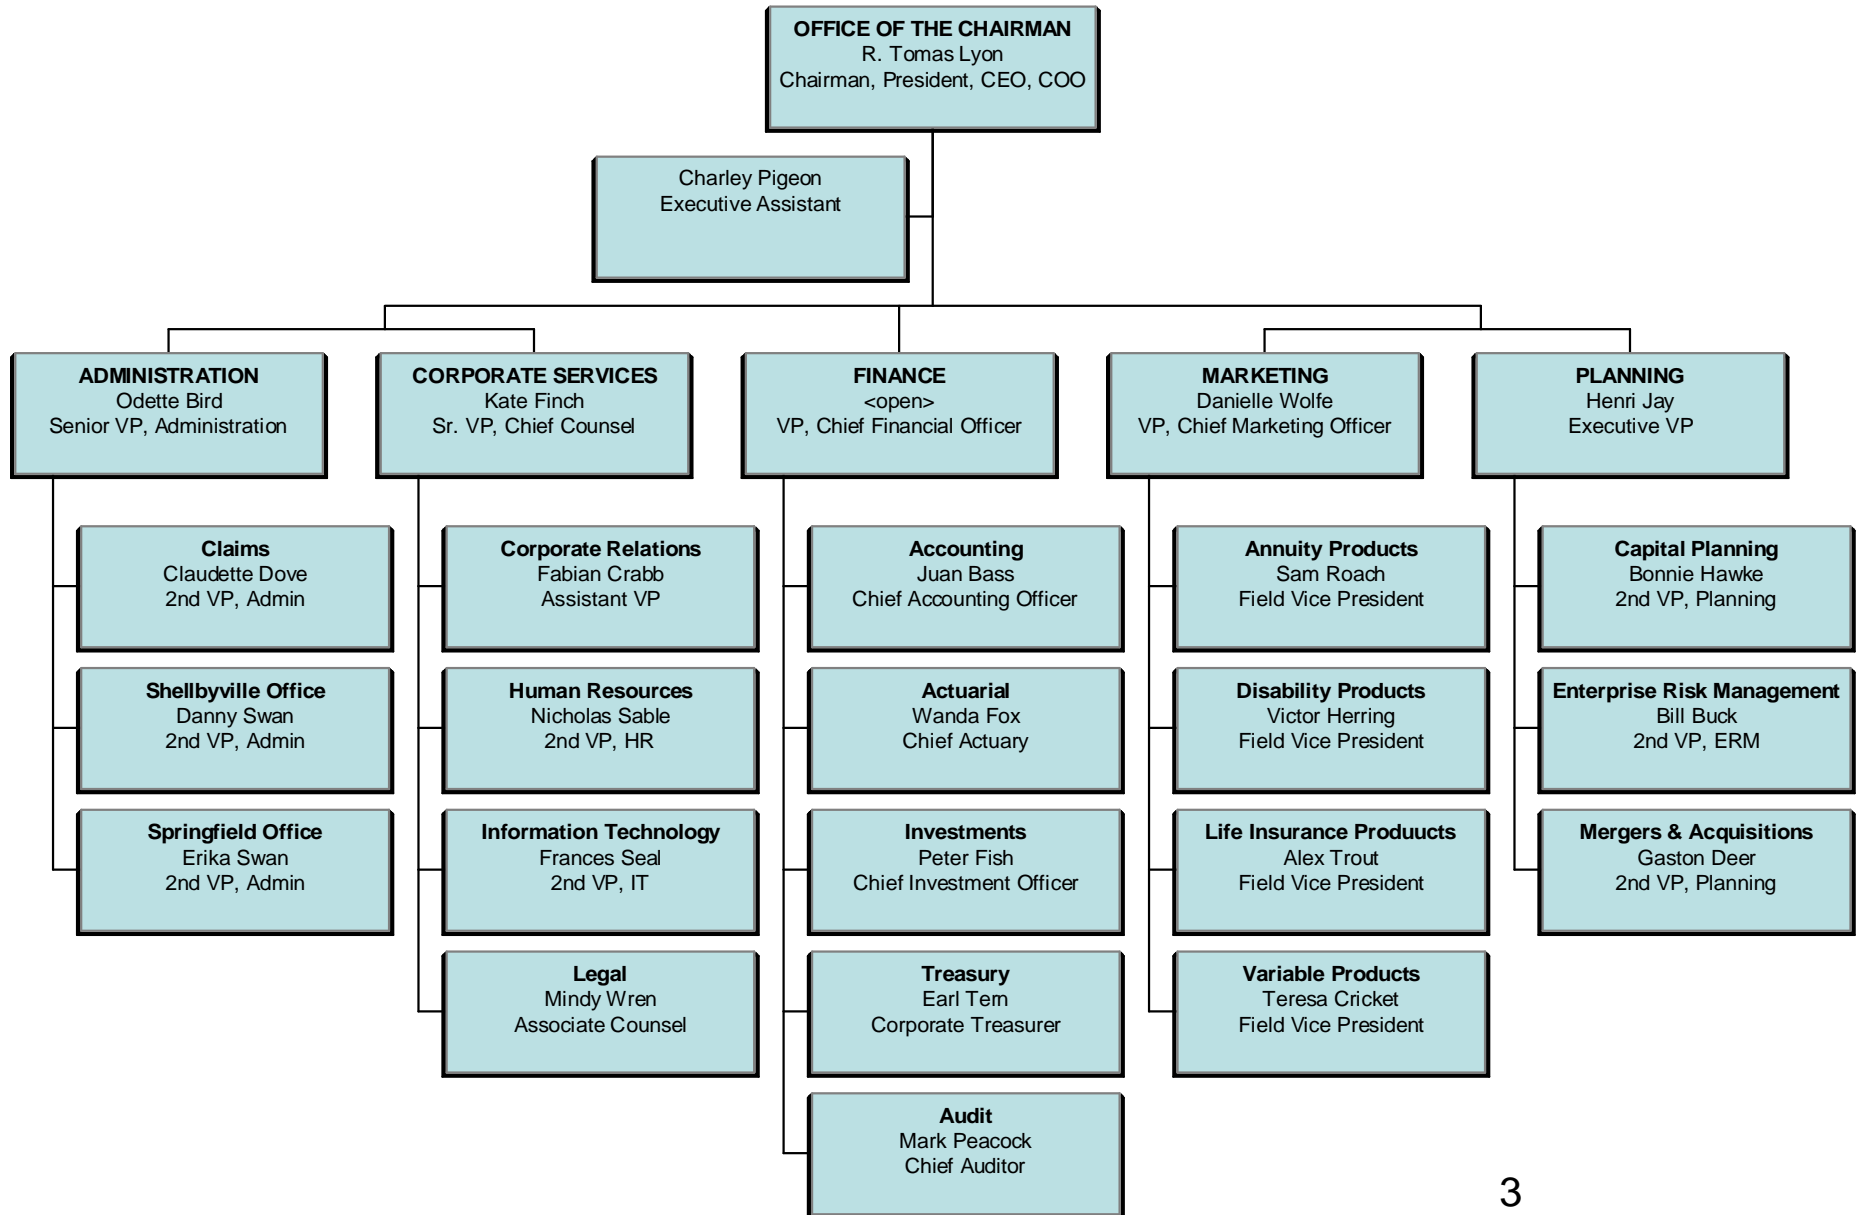 OFFICE OF THE CHAIRMAN
R. Tomas Lyon
Chairman, President, CEO, COO
Charley Pigeon
Executive Assistant
ADMINISTRATION
Odette Bird
Senior VP, Administration
CORPORATE SERVICES
Kate Finch
Sr. VP, Chief Counsel
FINANCE
<open>
VP, Chief Financial Officer
MARKETING
Danielle Wolfe
VP, Chief Marketing Officer
PLANNING
Henri Jay
Executive VP
Claims
Claudette Dove
2nd VP, Admin
Shellbyville Office
Danny Swan
2nd VP, Admin
Springfield Office
Erika Swan
2nd VP, Admin
Corporate Relations
Fabian Crabb
Assistant VP
Human Resources
Nicholas Sable
2nd VP, HR
Information Technology
Frances Seal
2nd VP, IT
Legal
Mindy Wren
Associate Counsel
Accounting
Juan Bass
Chief Accounting Officer
Actuarial
Wanda Fox
Chief Actuary
Investments
Peter Fish
Chief Investment Officer
Treasury
Earl Tern
Corporate Treasurer
Audit
Mark Peacock
Chief Auditor
Annuity Products
Sam Roach
Field Vice President
Disability Products
Victor Herring
Field Vice President
Life Insurance Produucts
Alex Trout
Field Vice President
Variable Products
Teresa Cricket
Field Vice President
Capital Planning
Bonnie Hawke
2nd VP, Planning
Enterprise Risk Management
Bill Buck
2nd VP, ERM
Mergers & Acquisitions
Gaston Deer
2nd VP, Planning
3